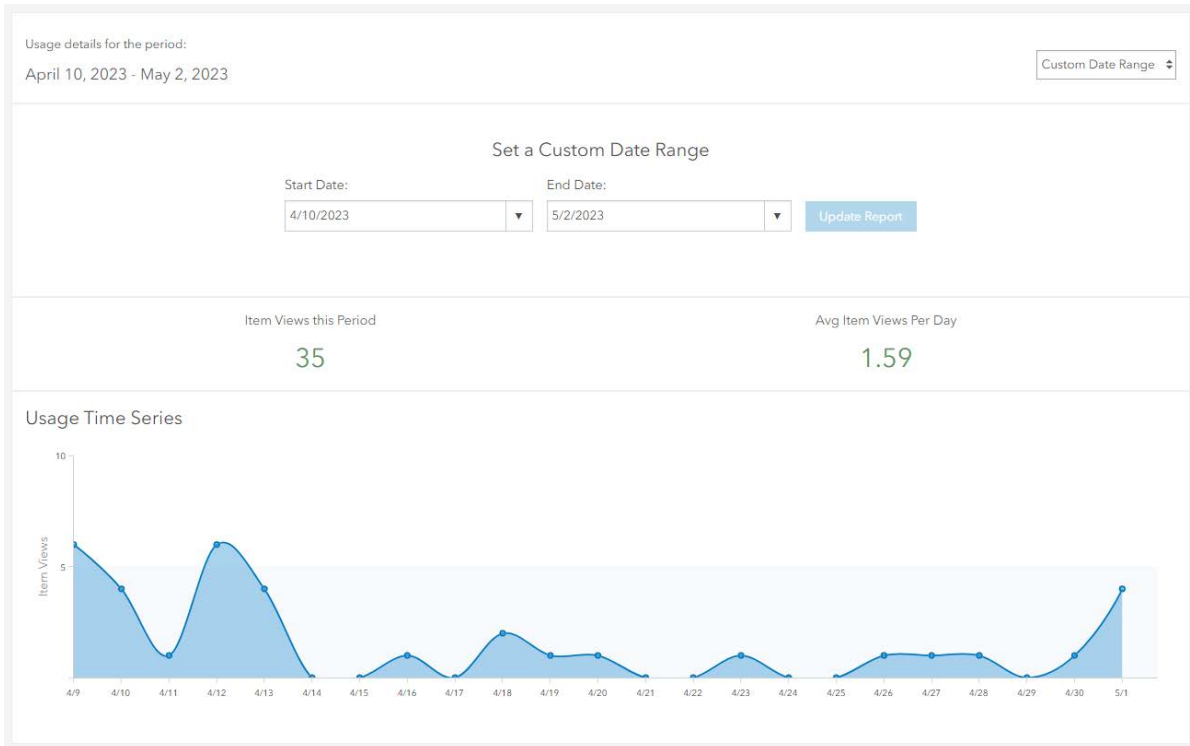 Usage details for the period:
April 10, 2023 - May 2, 2023
Custom Date Range
Set a Custom Date Range
Start Date:
End Date:
4/10/2023
5/2/2023
Update Report
Item Views this Period
Avg Item Views Per Day
35
1.59
Usage Time Series
10
5
Item Views
4/9 4/10 4/11 4/12 4/13 4/14 4/15 4/16 4/17 4/18 4/19 4/20 4/21 4/22 4/23 4/24 4/25 4/26 4/27 4/28 4/29 4/30 5/1